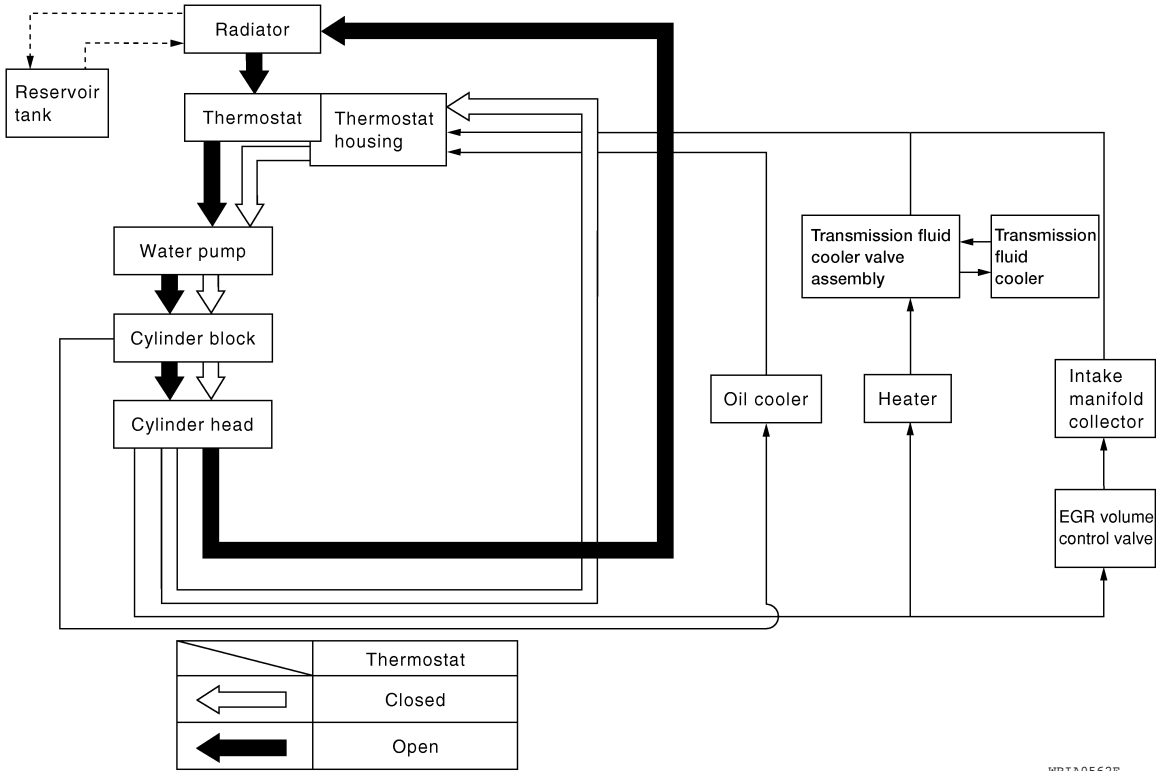 Radiator
Reservoir
tank
Thermostat
Thermostat
housing
Water pump
Transmission fluid
cooler valve
assembly
Transmission
fluid
cooler
Cylinder block
Cylinder head
Oil cooler
Heater
Intake
manifold
collector
EGR volume
control valve
Thermostat
Closed
Open